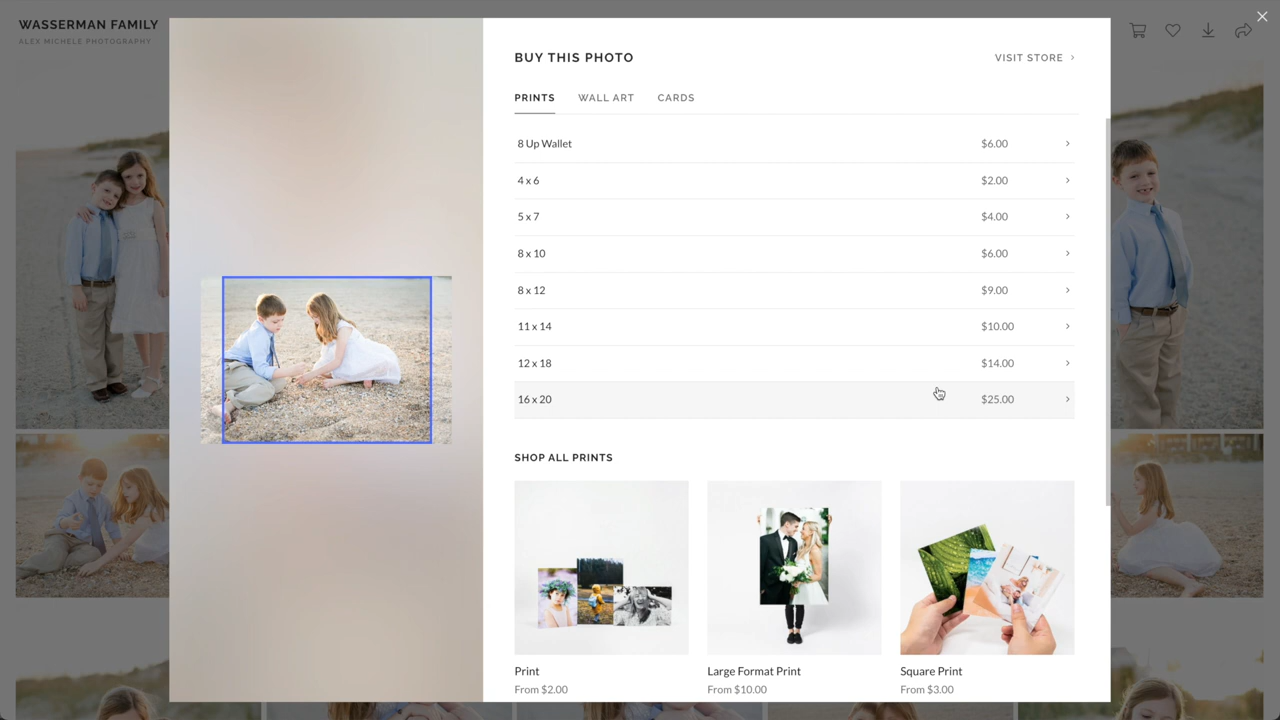 WASSERMAN FAMILY
ALEX MICHELE PHOTOGRAPHY
BUY THIS PHOTO
VISIT STORE
PRINTS WALL ART CARDS
8 Up Wallet $6.00
4 x 6 $2.00
5 x 7 $4.00
8 x 10 $6.00
8 x 12 $9.00
11 x 14 $10.00
12 x 18 $14.00
16 x 20 $25.00
SHOP ALL PRINTS
Print Large Format Print Square Print
From $2.00 From $10.00 From $3.00